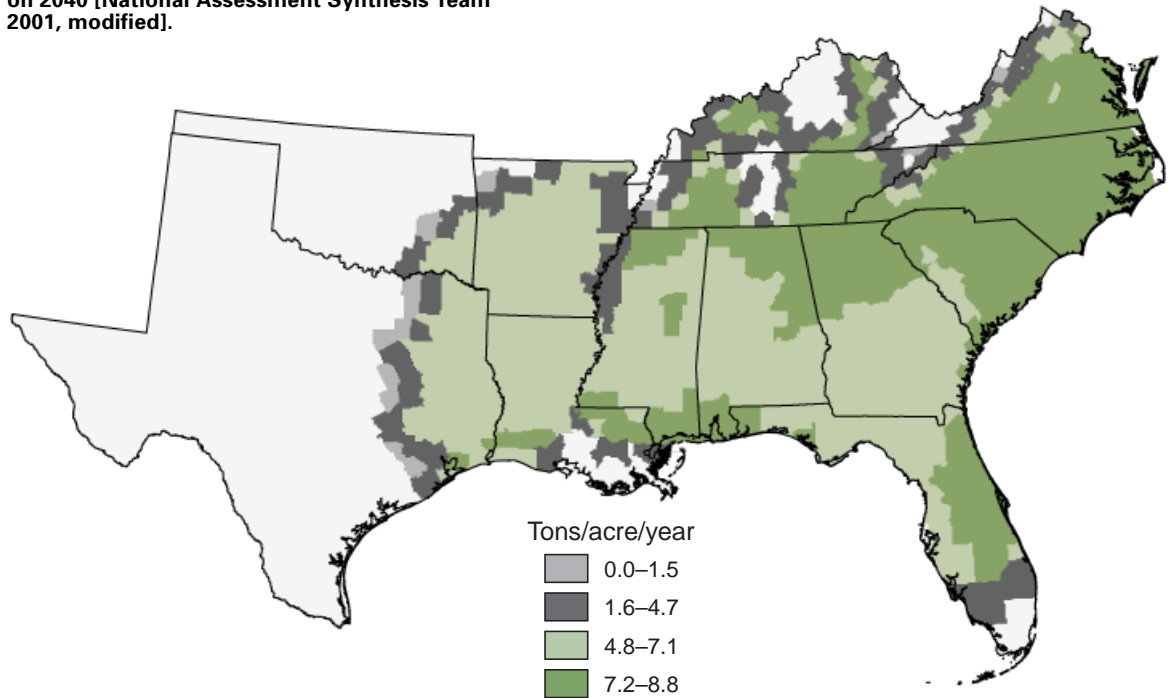 on 2040 [National Assessment Synthesis Team
2001, modified].
Tons/acre/year
0.0–1.5
1.6–4.7
4.8–7.1
7.2–8.8